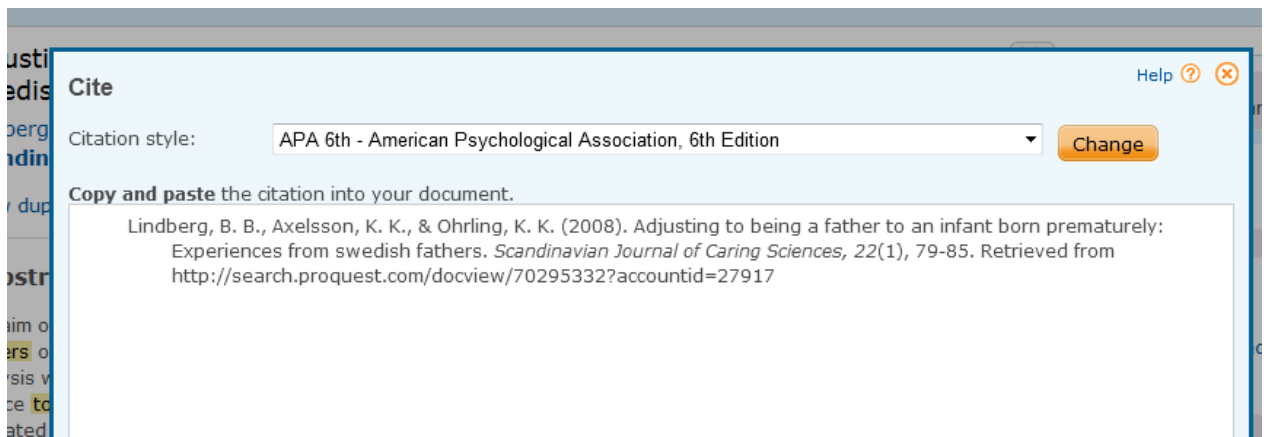 Help
Cite
Citation style:
APA 6th - American Psychological Association, 6th Edition
Change
Copy and paste the citation into your document.
Lindberg, B. B., Axelsson, K. K., & Ohrling, K. K. (2008). Adjusting to being a father to an infant born prematurely:
Experiences from swedish fathers. Scandinavian Journal of Caring Sciences, 22(1), 79-85. Retrieved from
http://search.proquest.com/docview/70295332?accountid=27917